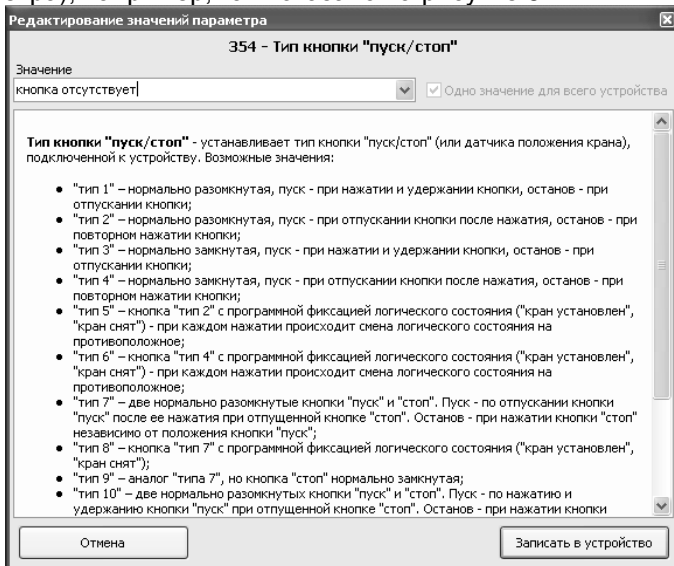 Редактирование значений параметра
354 - Тип кнопки "пуск/стоп"
Значение
кнопка отсутствует
Одно значение для всего устройства
Тип кнопки "пуск/стоп" - устанавливает тип кнопки "пуск/стоп" (или датчика положения крана),
подключенной к устройству. Возможные значения:
● "тип 1" – нормально разомкнутая, пуск - при нажатии и удержании кнопки, останов - при
отпускании кнопки;
● "тип 2" – нормально разомкнутая, пуск - при отпускании кнопки после нажатия, останов - при
повторном нажатии кнопки;
● "тип 3" – нормально замкнутая, пуск - при нажатии и удержании кнопки, останов - при
отпускании кнопки;
● "тип 4" – нормально замкнутая, пуск - при отпускании кнопки после нажатия, останов - при
повторном нажатии кнопки;
● "тип 5" – кнопка "тип 2" с программной фиксацией логического состояния ("кран установлен",
"кран снят") - при каждом нажатии происходит смена логического состояния на
противоположное;
● "тип 6" – кнопка "тип 4" с программной фиксацией логического состояния ("кран установлен",
"кран снят") - при каждом нажатии происходит смена логического состояния на
противоположное;
● "тип 7" – две нормально разомкнутые кнопки "пуск" и "стоп". Пуск - по отпускании кнопки
"пуск" после ее нажатия при отпущенной кнопке "стоп". Останов - при нажатии кнопки "стоп"
независимо от положения кнопки "пуск";
● "тип 8" – кнопка "тип 7" с программной фиксацией логического состояния ("кран установлен",
"кран снят");
● "тип 9" – аналог "типа 7", но кнопка "стоп" нормально замкнутая;
● "тип 10" – две нормально разомкнутых кнопки "пуск" и "стоп". Пуск - по нажатию и
удержанию кнопки "пуск" при отпущенной кнопке "стоп". Останов - при нажатии кнопки
Отмена
Записать в устройство